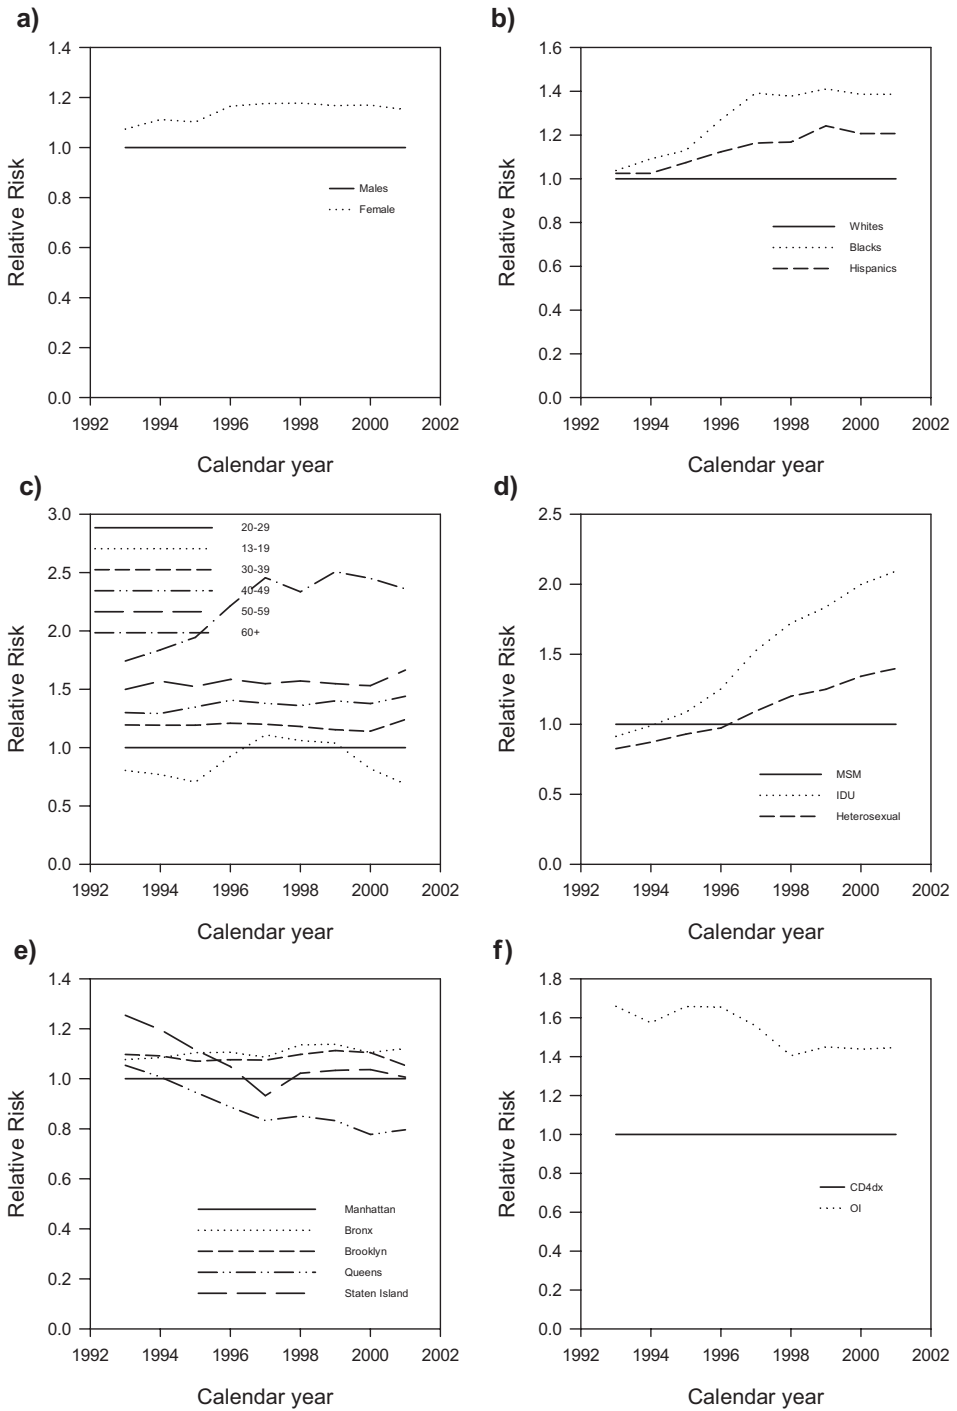 a)
1.4
1.2
1.0
0.8
0.6
0.4
0.2
0.0
Relative Risk
Males
Female
1992 1994 1996 1998 2000 2002
Calendar year
b)
1.6
1.4
1.2
1.0
0.8
0.6
0.4
0.2
0.0
Relative Risk
Whites
Blacks
Hispanics
1992 1994 1996 1998 2000 2002
Calendar year
c)
3.0
2.5
2.0
1.5
1.0
0.5
0.0
Relative Risk
20-29
13-19
30-39
40-49
50-59
60+
1992 1994 1996 1998 2000 2002
Calendar year
d)
2.5
2.0
1.5
1.0
0.5
0.0
Relative Risk
MSM
IDU
Heterosexual
1992 1994 1996 1998 2000 2002
Calendar year
e)
1.4
1.2
1.0
0.8
0.6
0.4
0.2
0.0
Relative Risk
Manhattan
Bronx
Brooklyn
Queens
Staten Island
1992 1994 1996 1998 2000 2002
Calendar year
f)
1.8
1.6
1.4
1.2
1.0
0.8
0.6
0.4
0.2
0.0
Relative Risk
CD4dx
OI
1992 1994 1996 1998 2000 2002
Calendar year